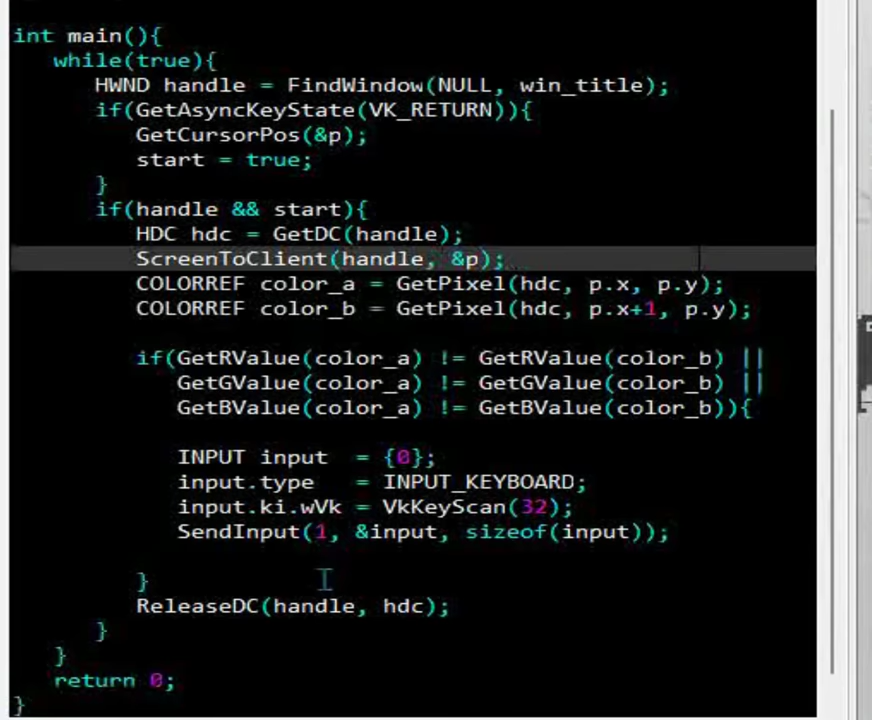 int main(){
while(true){
HWND handle = FindWindow(NULL, win_title);
if(GetAsyncKeyState(VK_RETURN)){
GetCursorPos(&p);
start = true;
}
if(handle && start){
HDC hdc = GetDC(handle);
ScreenToClient(handle, &p);
COLORREF color_a = GetPixel(hdc, p.x, p.y);
COLORREF color_b = GetPixel(hdc, p.x+1, p.y);
if(GetRValue(color_a) != GetRValue(color_b) ||
GetGValue(color_a) != GetGValue(color_b) ||
GetBValue(color_a) != GetBValue(color_b)){
INPUT input = {0};
input.type = INPUT_KEYBOARD;
input.ki.wVk = VkKeyScan(32);
SendInput(1, &input, sizeof(input));
}
ReleaseDC(handle, hdc);
}
}
return 0;
}